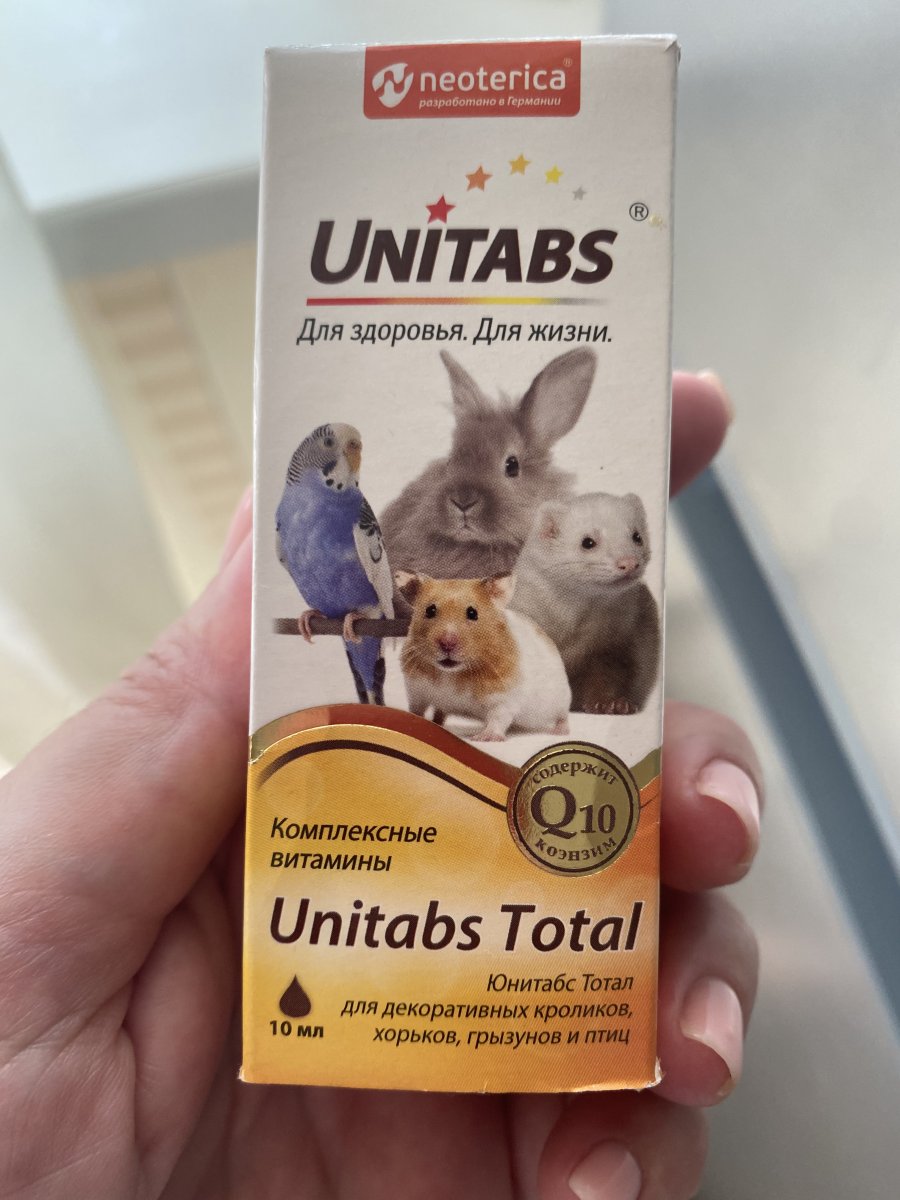 neoterica®
разработано в Германии
UNITABS®
Для здоровья. Для жизни.
содержит
Q10
коэнзим
Комплексные
витамины
Unitabs Total
Юнитабс Тотал
для декоративных кроликов,
хорьков, грызунов и птиц
10 мл